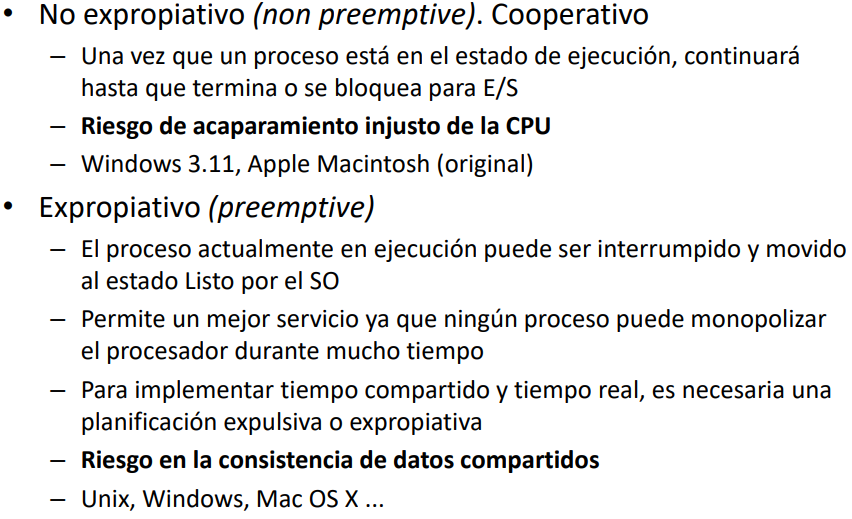 • No expropiativo (non preemptive). Cooperativo
– Una vez que un proceso está en el estado de ejecución, continuará
hasta que termina o se bloquea para E/S
– Riesgo de acaparamiento injusto de la CPU
– Windows 3.11, Apple Macintosh (original)
• Expropiativo (preemptive)
– El proceso actualmente en ejecución puede ser interrumpido y movido
al estado Listo por el SO
– Permite un mejor servicio ya que ningún proceso puede monopolizar
el procesador durante mucho tiempo
– Para implementar tiempo compartido y tiempo real, es necesaria una
planificación expulsiva o expropiativa
– Riesgo en la consistencia de datos compartidos
– Unix, Windows, Mac OS X ...